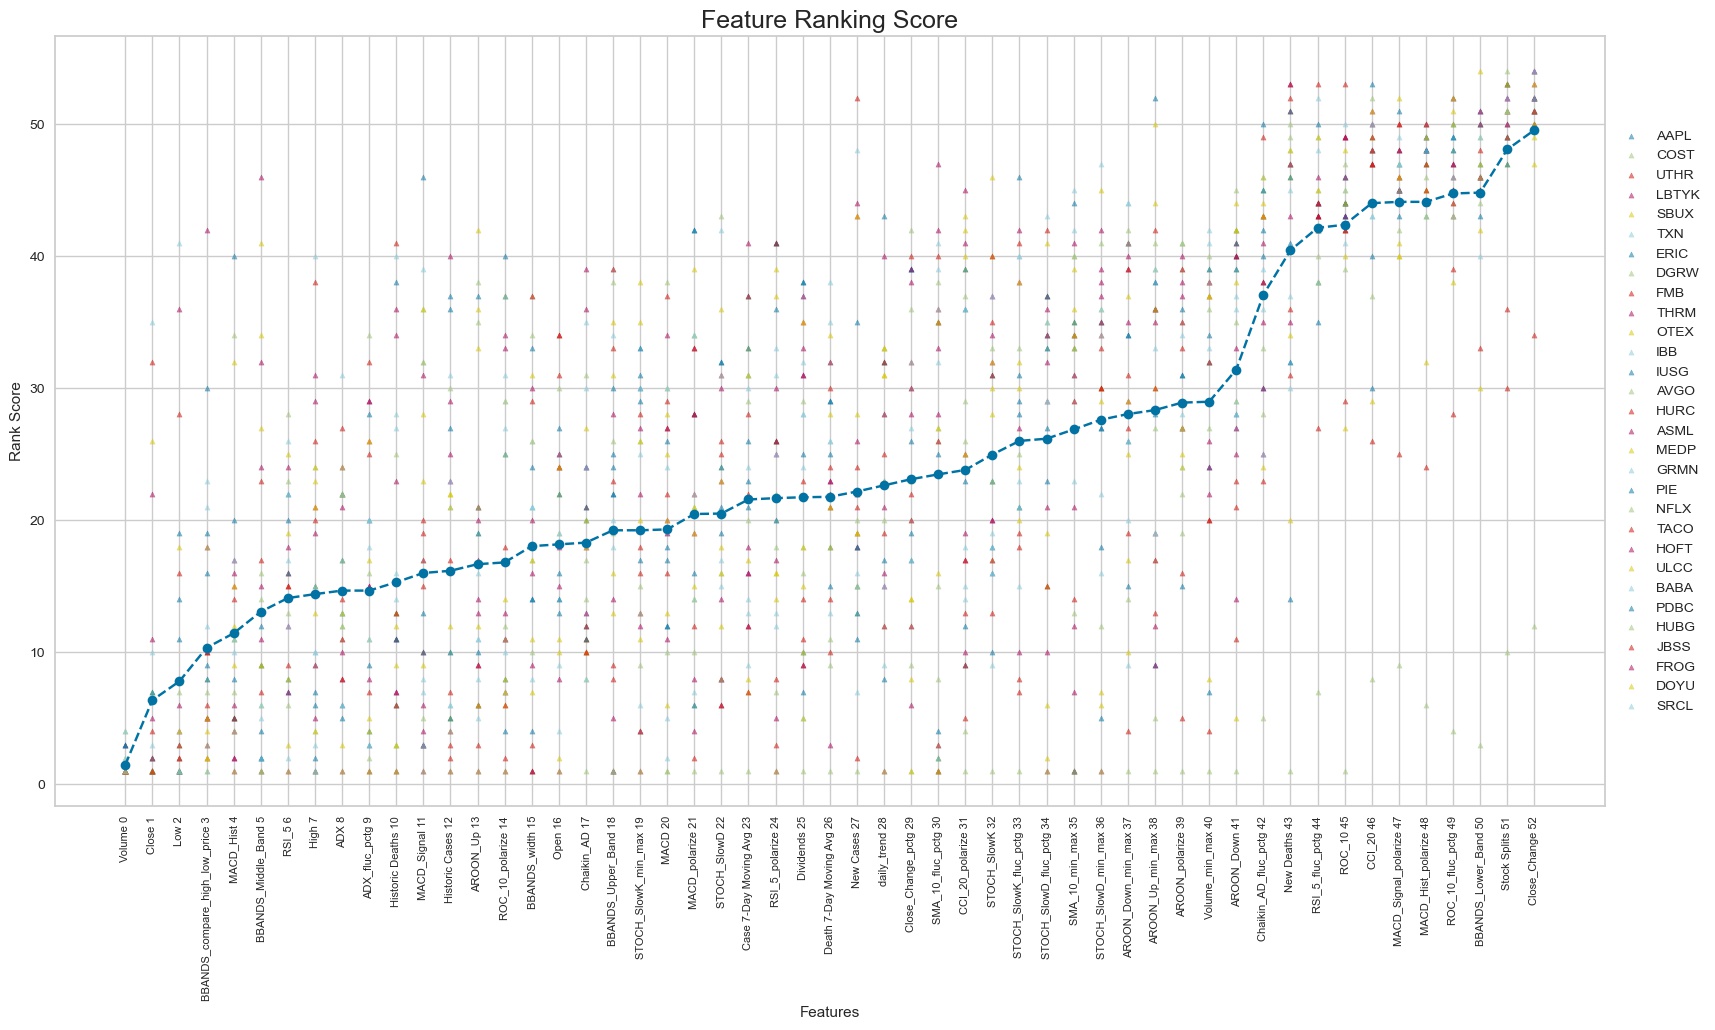 Feature Ranking Score
Rank Score
50
40
30
20
10
0
Volume 0
Close 1
Low 2
BBANDS_compare_high_low_price 3
MACD_Hist 4
BBANDS_Middle_Band 5
RSI_5 6
High 7
ADX 8
ADX_fluc_pctg 9
Historic Deaths 10
MACD_Signal 11
Historic Cases 12
AROON_Up 13
ROC_10_polarize 14
BBANDS_width 15
Open 16
Chaikin_AD 17
BBANDS_Upper_Band 18
STOCH_SlowK_min_max 19
MACD 20
MACD_polarize 21
STOCH_SlowD 22
Case 7-Day Moving Avg 23
RSI_5_polarize 24
Dividends 25
Death 7-Day Moving Avg 26
New Cases 27
daily_trend 28
Close_Change_pctg 29
SMA_10_fluc_pctg 30
CCI_20_polarize 31
STOCH_SlowK 32
STOCH_SlowK_fluc_pctg 33
STOCH_SlowD_fluc_pctg 34
SMA_10_min_max 35
STOCH_SlowD_min_max 36
AROON_Down_min_max 37
AROON_Up_min_max 38
AROON_polarize 39
Volume_min_max 40
AROON_Down 41
Chaikin_AD_fluc_pctg 42
New Deaths 43
RSI_5_fluc_pctg 44
ROC_10 45
CCI_20 46
MACD_Signal_polarize 47
MACD_Hist_polarize 48
ROC_10_fluc_pctg 49
BBANDS_Lower_Band 50
Stock Splits 51
Close_Change 52
Features
AAPL
COST
UTHR
LBTYK
SBUX
TXN
ERIC
DGRW
FMB
THRM
OTEX
IBB
IUSG
AVGO
HURC
ASML
MEDP
GRMN
PIE
NFLX
TACO
HOFT
ULCC
BABA
PDBC
HUBG
JBSS
FROG
DOYU
SRCL